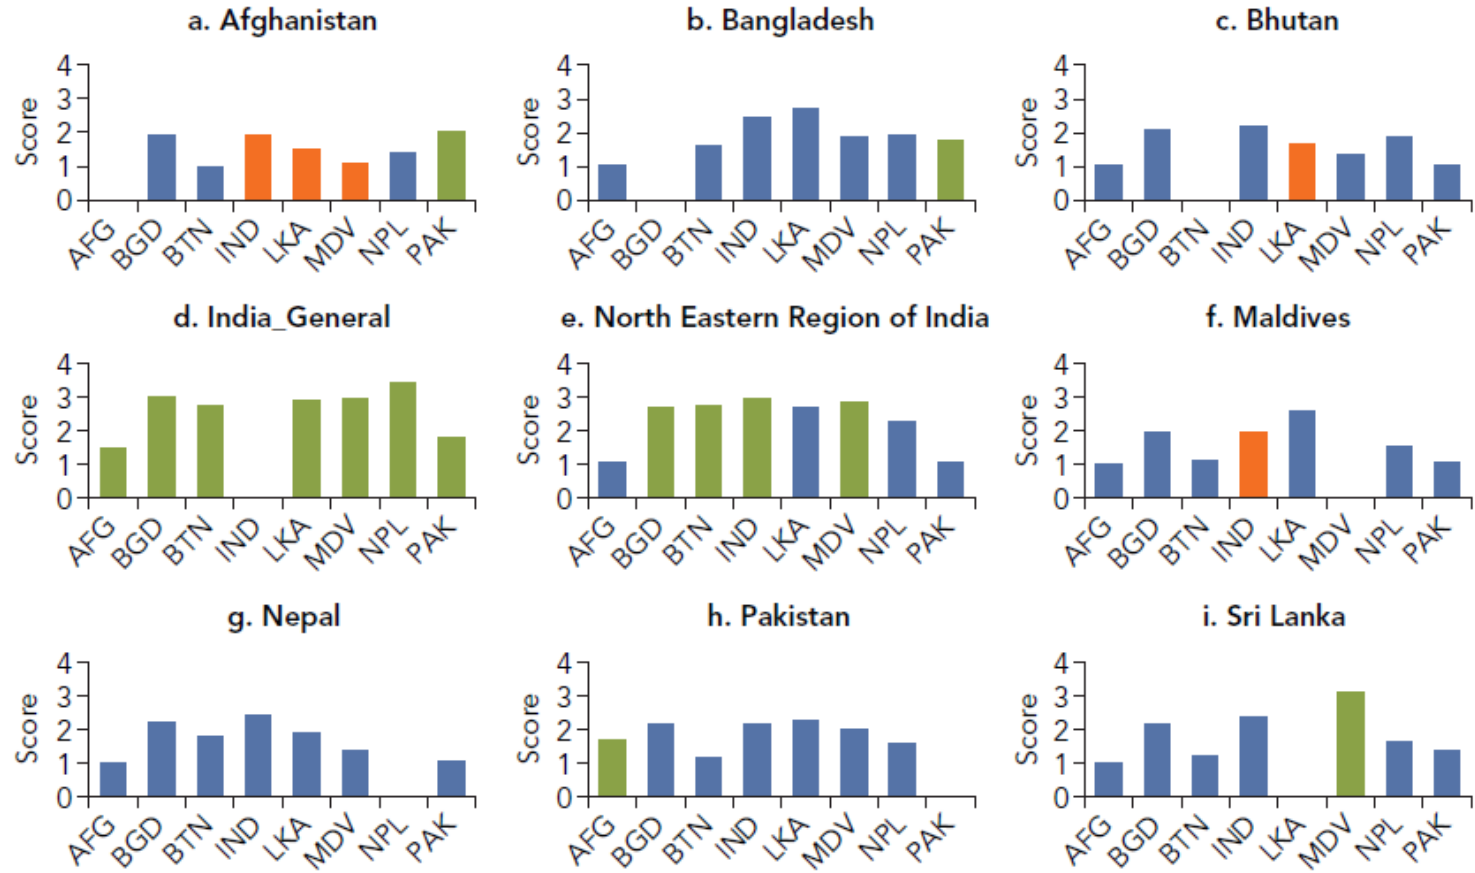 a. Afghanistan
4
3
2
1
0
Score
AFG
BGD
BTN
IND
LKA
MDV
NPL
PAK
b. Bangladesh
4
3
2
1
0
Score
AFG
BGD
BTN
IND
LKA
MDV
NPL
PAK
c. Bhutan
4
3
2
1
0
Score
AFG
BGD
BTN
IND
LKA
MDV
NPL
PAK
d. India_General
4
3
2
1
0
Score
AFG
BGD
BTN
IND
LKA
MDV
NPL
PAK
e. North Eastern Region of India
4
3
2
1
0
Score
AFG
BGD
BTN
IND
LKA
MDV
NPL
PAK
f. Maldives
4
3
2
1
0
Score
AFG
BGD
BTN
IND
LKA
MDV
NPL
PAK
g. Nepal
4
3
2
1
0
Score
AFG
BGD
BTN
IND
LKA
MDV
NPL
PAK
h. Pakistan
4
3
2
1
0
Score
AFG
BGD
BTN
IND
LKA
MDV
NPL
PAK
i. Sri Lanka
4
3
2
1
0
Score
AFG
BGD
BTN
IND
LKA
MDV
NPL
PAK